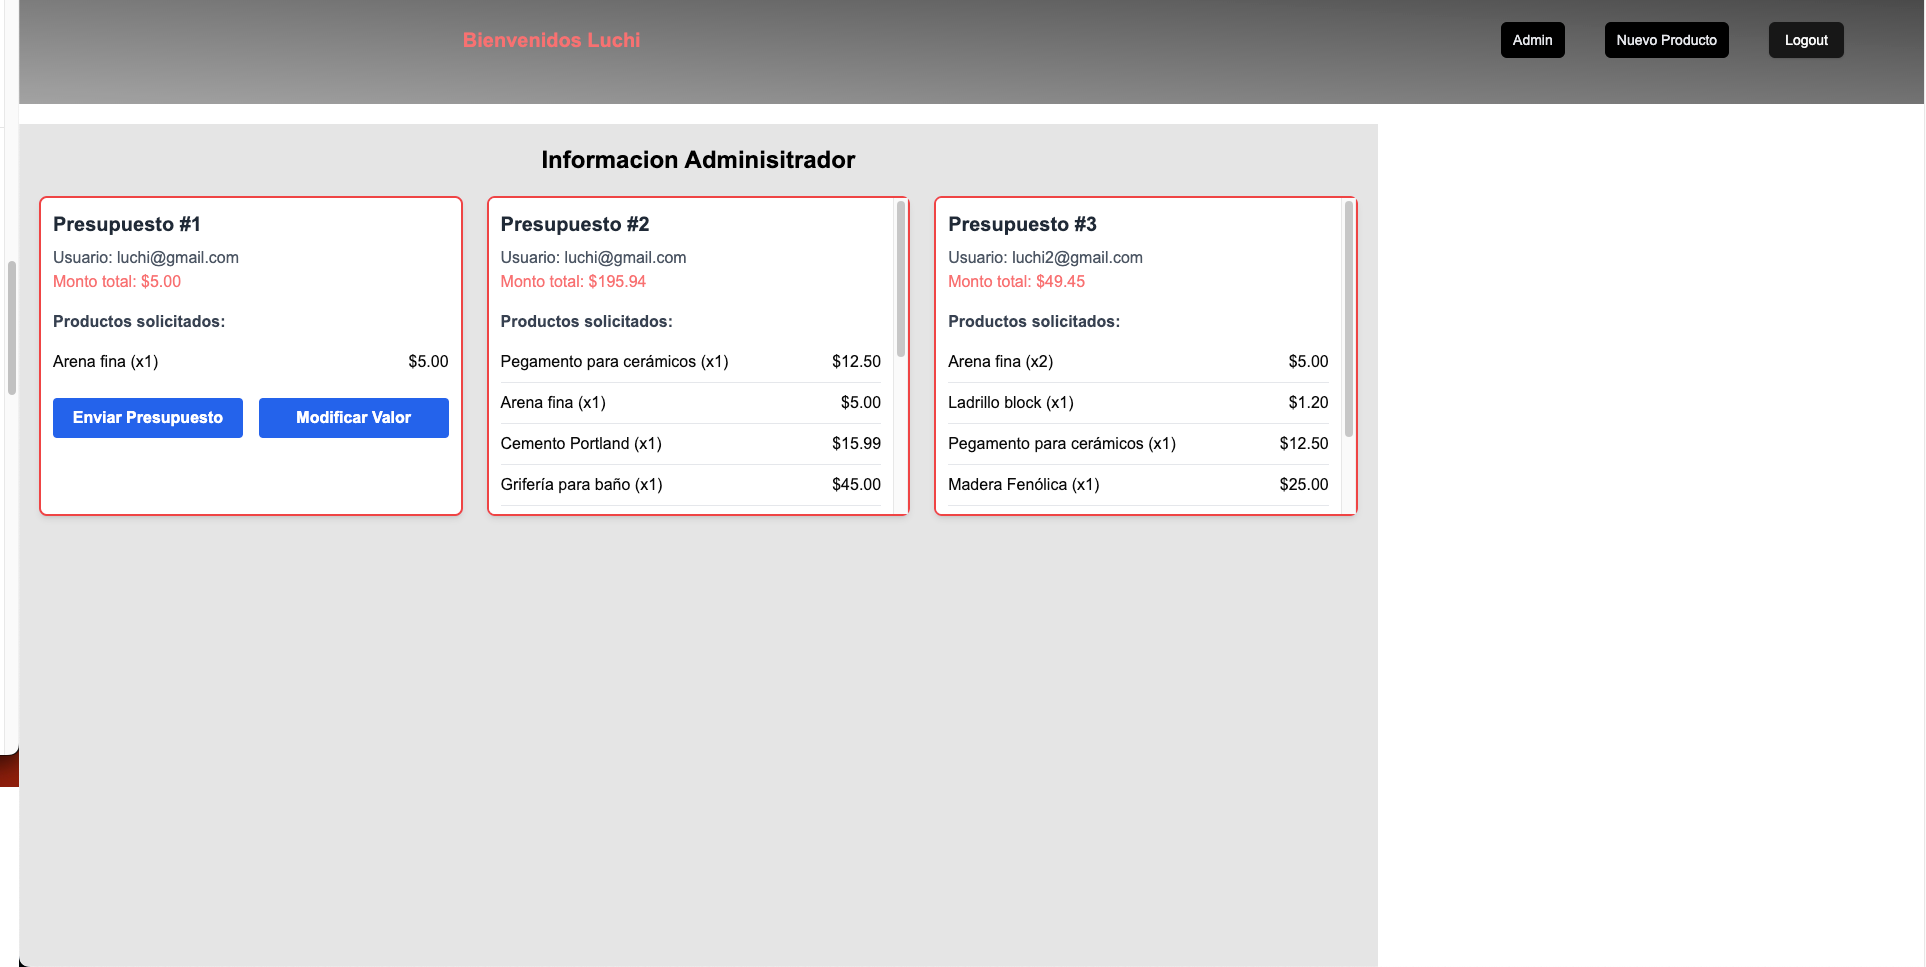 Bienvenidos Luchi
Admin
Nuevo Producto
Logout
Informacion Adminisitrador
Presupuesto #1
Usuario: luchi@gmail.com
Monto total: $5.00
Productos solicitados:
Arena fina (x1) $5.00
Enviar Presupuesto
Modificar Valor
Presupuesto #2
Usuario: luchi@gmail.com
Monto total: $195.94
Productos solicitados:
Pegamento para cerámicos (x1) $12.50
Arena fina (x1) $5.00
Cemento Portland (x1) $15.99
Grifería para baño (x1) $45.00
Presupuesto #3
Usuario: luchi2@gmail.com
Monto total: $49.45
Productos solicitados:
Arena fina (x2) $5.00
Ladrillo block (x1) $1.20
Pegamento para cerámicos (x1) $12.50
Madera Fenólica (x1) $25.00